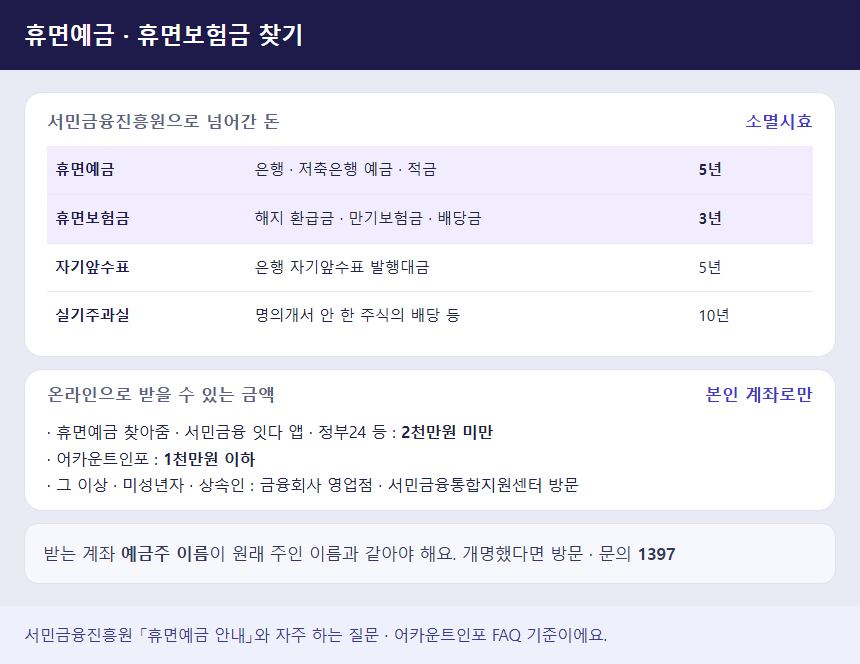 휴면예금 · 휴면보험금 찾기
서민금융진흥원으로 넘어간 돈 소멸시효
휴면예금 은행 · 저축은행 예금 · 적금 5년
휴면보험금 해지 환급금 · 만기보험금 · 배당금 3년
자기앞수표 은행 자기앞수표 발행대금 5년
실기주과실 명의개서 안 한 주식의 배당 등 10년
온라인으로 받을 수 있는 금액 본인 계좌로만
· 휴면예금 찾아줌 · 서민금융 잇다 앱 · 정부24 등 : 2천만원 미만
· 어카운트인포 : 1천만원 이하
· 그 이상 · 미성년자 · 상속인 : 금융회사 영업점 · 서민금융통합지원센터 방문
받는 계좌 예금주 이름이 원래 주인 이름과 같아야 해요. 개명했다면 방문 · 문의 1397
서민금융진흥원 「휴면예금 안내」와 자주 하는 질문 · 어카운트인포 FAQ 기준이에요.